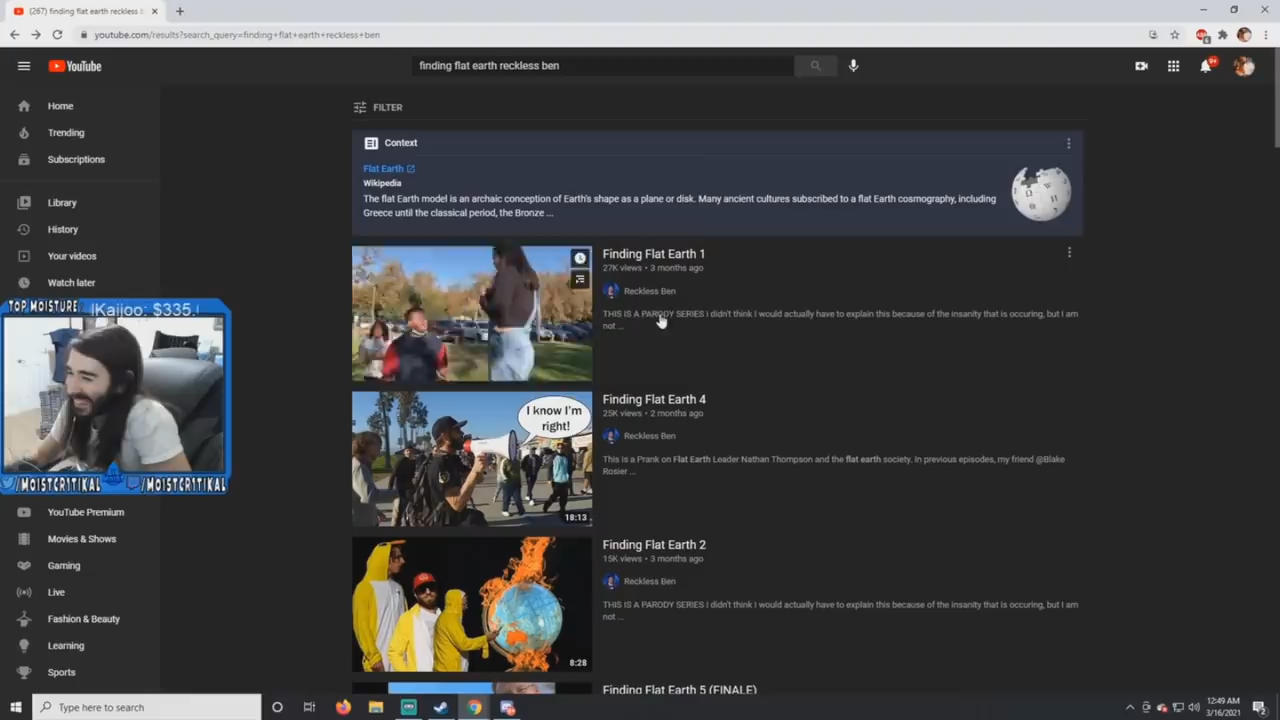 (267) finding flat earth reckless b
youtube.com/results?search_query=finding+flat+earth+reckless+ben
YouTube
finding flat earth reckless ben
9+
Home
Trending
Subscriptions
Library
History
Your videos
Watch later
YouTube Premium
Movies & Shows
Gaming
Live
Fashion & Beauty
Learning
Sports
FILTER
Context
Flat Earth
Wikipedia
The flat Earth model is an archaic conception of Earth's shape as a plane or disk. Many ancient cultures subscribed to a flat Earth cosmography, including
Greece until the classical period, the Bronze ...
Finding Flat Earth 1
27K views • 3 months ago
Reckless Ben
THIS IS A PARODY SERIES i didn't think I would actually have to explain this because of the insanity that is occuring, but I am
not ...
I know I'm
right!
18:13
Finding Flat Earth 4
25K views • 2 months ago
Reckless Ben
This is a Prank on Flat Earth Leader Nathan Thompson and the flat earth society. In previous episodes, my friend @Blake
Rosier ...
8:28
Finding Flat Earth 2
15K views • 3 months ago
Reckless Ben
THIS IS A PARODY SERIES i didn't think I would actually have to explain this because of the insanity that is occuring, but I am
not ...
Finding Flat Earth 5 (FINALE)
TOP MOISTURE
lKaijoo: $335.
/MOISTCR1TIKAL
/MOISTCR1TIKAL
Type here to search
12:49 AM
3/16/2021
2